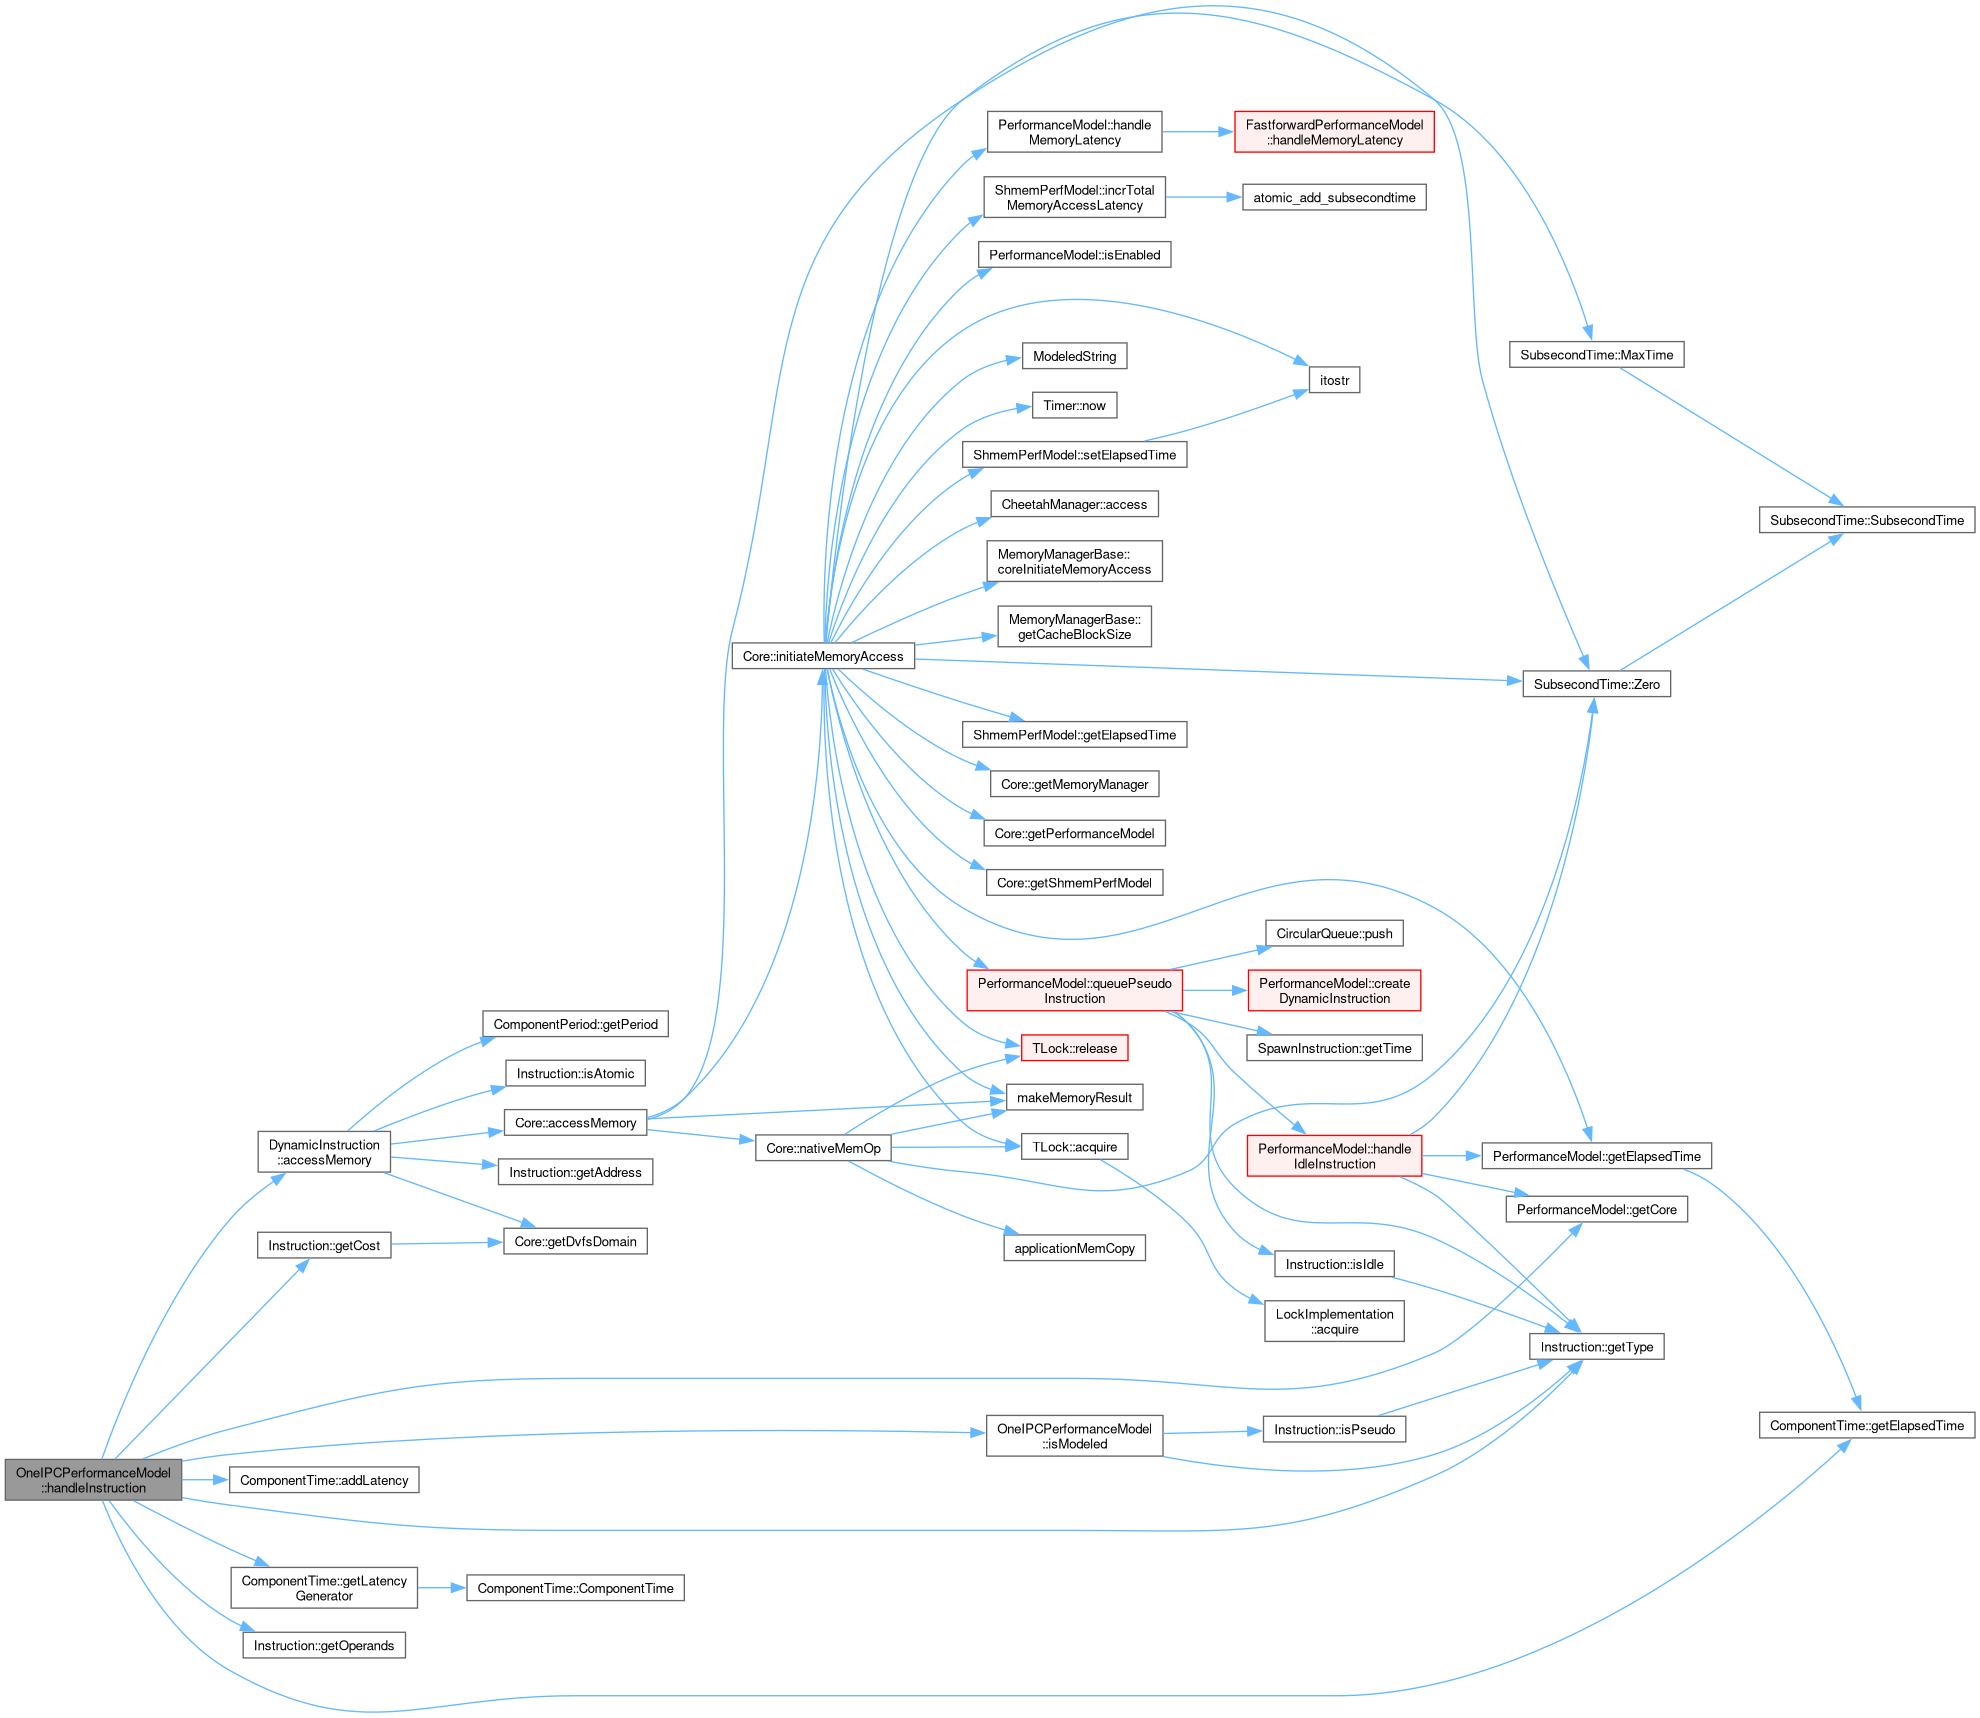 PerformanceModel::handle
MemoryLatency
FastforwardPerformanceModel
::handleMemoryLatency
ShmemPerfModel::incrTotal
MemoryAccessLatency
atomic_add_subsecondtime
PerformanceModel::isEnabled
ModeledString
SubsecondTime::MaxTime
itostr
Timer::now
ShmemPerfModel::setElapsedTime
CheetahManager::access
SubsecondTime::SubsecondTime
MemoryManagerBase::
coreInitiateMemoryAccess
MemoryManagerBase::
getCacheBlockSize
Core::initiateMemoryAccess
SubsecondTime::Zero
ShmemPerfModel::getElapsedTime
Core::getMemoryManager
Core::getPerformanceModel
Core::getShmemPerfModel
CircularQueue::push
PerformanceModel::queuePseudo
Instruction
PerformanceModel::create
DynamicInstruction
ComponentPeriod::getPeriod
TLock::release
SpawnInstruction::getTime
Instruction::isAtomic
makeMemoryResult
Core::accessMemory
DynamicInstruction
::accessMemory
Core::nativeMemOp
TLock::acquire
PerformanceModel::handle
IdleInstruction
PerformanceModel::getElapsedTime
Instruction::getAddress
PerformanceModel::getCore
Instruction::getCost
Core::getDvfsDomain
applicationMemCopy
Instruction::isIdle
LockImplementation
::acquire
Instruction::getType
OneIPCPerformanceModel
::isModeled
Instruction::isPseudo
ComponentTime::getElapsedTime
OneIPCPerformanceModel
::handleInstruction
ComponentTime::addLatency
ComponentTime::getLatency
Generator
ComponentTime::ComponentTime
Instruction::getOperands